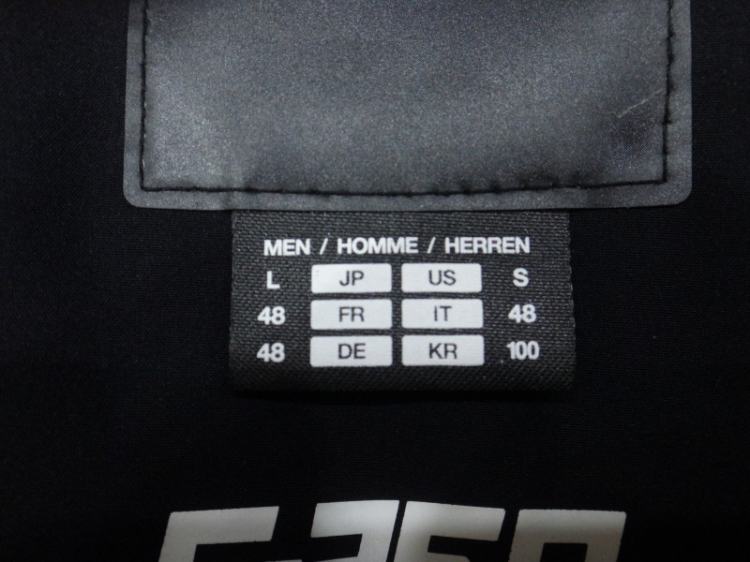 MEN / HOMME / HERREN
L JP US S
48 FR IT 48
48 DE KR 100